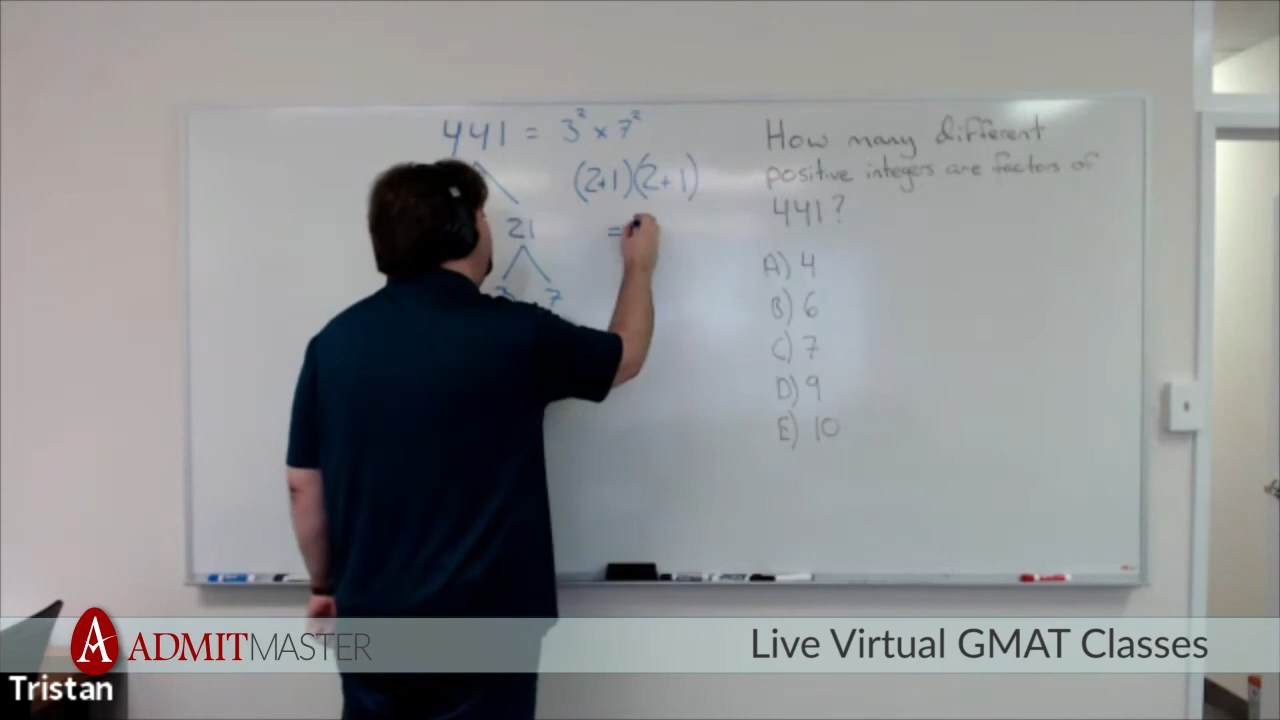 441 = 3² × 7²
(2+1)(2+1)
=
21
7
How many different
positive integers are factors of
441?
A) 4
B) 6
C) 7
D) 9
E) 10
ADMITMASTER
Live Virtual GMAT Classes
Tristan